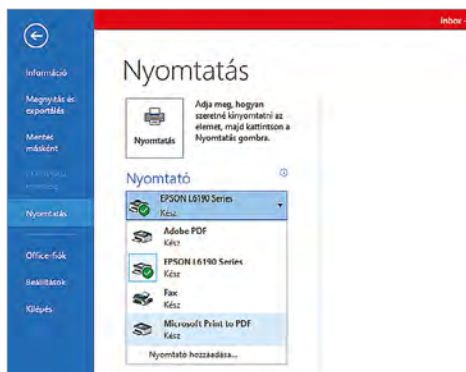 Inbox -
Információ
Megnyitás és
exportálás
Mentés
másként
Nyomtatás
Office-fiók
Beállítások
Kilépés
Nyomtatás
Nyomtatás
Adja meg, hogyan
szeretné kinyomtatni az
elemet, majd kattintson a
Nyomtatás gombra.
Nyomtató
EPSON L6190 Series
Kész
Adobe PDF
Kész
EPSON L6190 Series
Kész
Fax
Kész
Microsoft Print to PDF
Kész
Nyomtató hozzáadása...